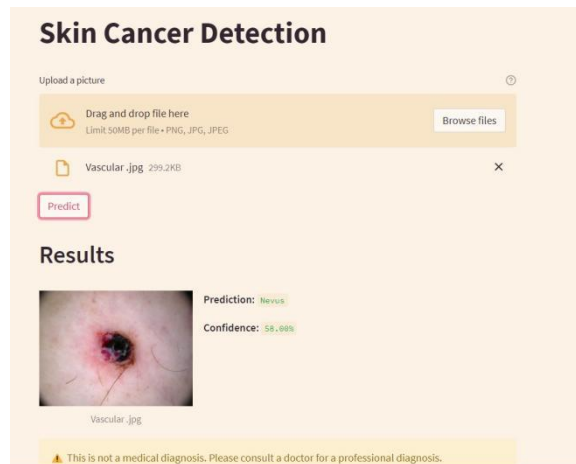 Skin Cancer Detection
Upload a picture
Drag and drop file here
Limit 50MB per file • PNG, JPG, JPEG
Browse files
Vascular .jpg 299.2KB
Predict
Results
Prediction: Nevus
Confidence: 58.00%
Vascular .jpg
This is not a medical diagnosis. Please consult a doctor for a professional diagnosis.